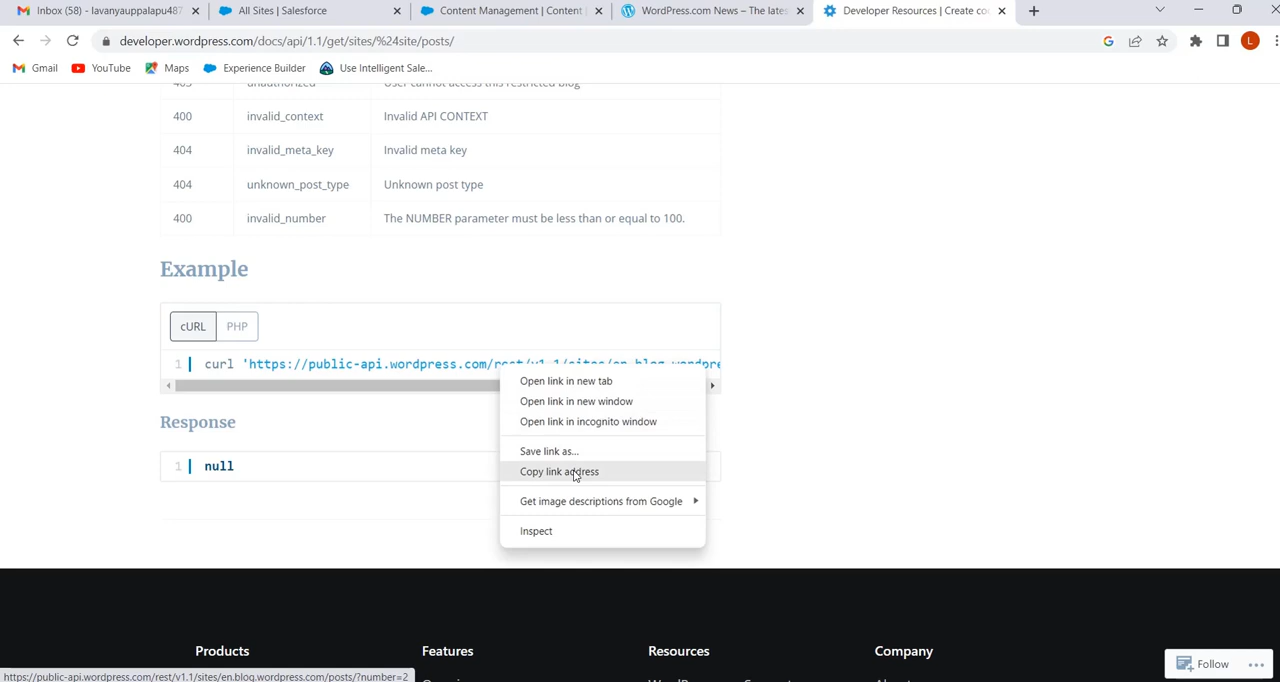 Inbox (58) - lavanyauppalapu487
All Sites | Salesforce
Content Management | Content
WordPress.com News – The lates
Developer Resources | Create co
developer.wordpress.com/docs/api/1.1/get/sites/%24site/posts/
L
Gmail
YouTube
Maps
Experience Builder
Use Intelligent Sale...
403 unauthorized User cannot access this restricted blog
400 invalid_context Invalid API CONTEXT
404 invalid_meta_key Invalid meta key
404 unknown_post_type Unknown post type
400 invalid_number The NUMBER parameter must be less than or equal to 100.
Example
cURL PHP
1 curl 'https://public-api.wordpress.com/rest/v1.1/sites/en.blog.wordpre
Open link in new tab
Open link in new window
Open link in incognito window
Save link as...
Copy link address
Get image descriptions from Google
Inspect
Response
1 null
Products Features Resources Company
Follow
https://public-api.wordpress.com/rest/v1.1/sites/en.blog.wordpress.com/posts/?number=2